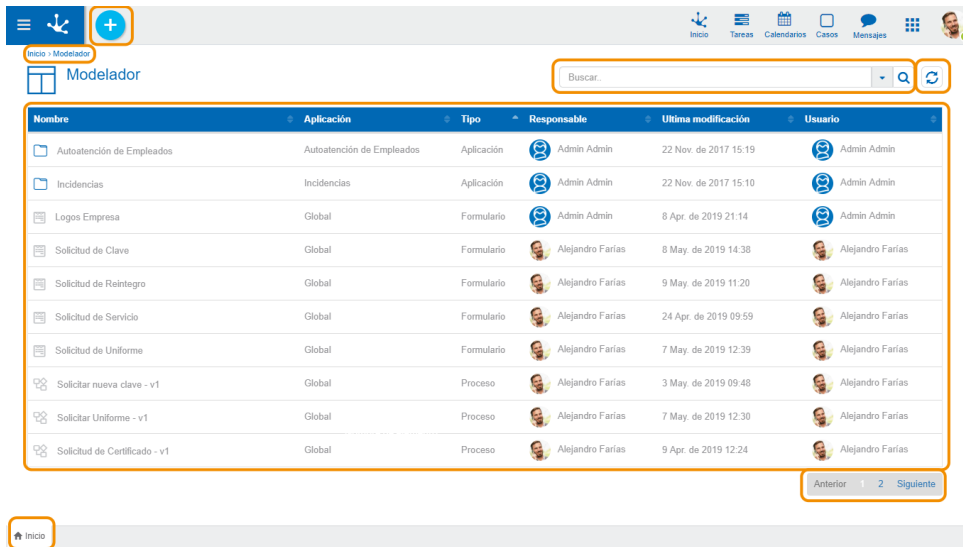 Inicio Tareas Calendarios Casos Mensajes
Inicio > Modelador
Modelador
Buscar..
Nombre Aplicación Tipo Responsable Ultima modificación Usuario
Autoatención de Empleados Autoatención de Empleados Aplicación Admin Admin 22 Nov. de 2017 15:19 Admin Admin
Incidencias Incidencias Aplicación Admin Admin 22 Nov. de 2017 15:10 Admin Admin
Logos Empresa Global Formulario Admin Admin 8 Apr. de 2019 21:14 Admin Admin
Solicitud de Clave Global Formulario Alejandro Farías 8 May. de 2019 14:38 Alejandro Farías
Solicitud de Reintegro Global Formulario Alejandro Farías 9 May. de 2019 11:20 Alejandro Farías
Solicitud de Servicio Global Formulario Alejandro Farías 24 Apr. de 2019 09:59 Alejandro Farías
Solicitud de Uniforme Global Formulario Alejandro Farías 7 May. de 2019 12:39 Alejandro Farías
Solicitar nueva clave - v1 Global Proceso Alejandro Farías 3 May. de 2019 09:48 Alejandro Farías
Solicitar Uniforme - v1 Global Proceso Alejandro Farías 7 May. de 2019 12:30 Alejandro Farías
Solicitud de Certificado - v1 Global Proceso Alejandro Farías 9 Apr. de 2019 12:24 Alejandro Farías
Anterior 1 2 Siguiente
Inicio